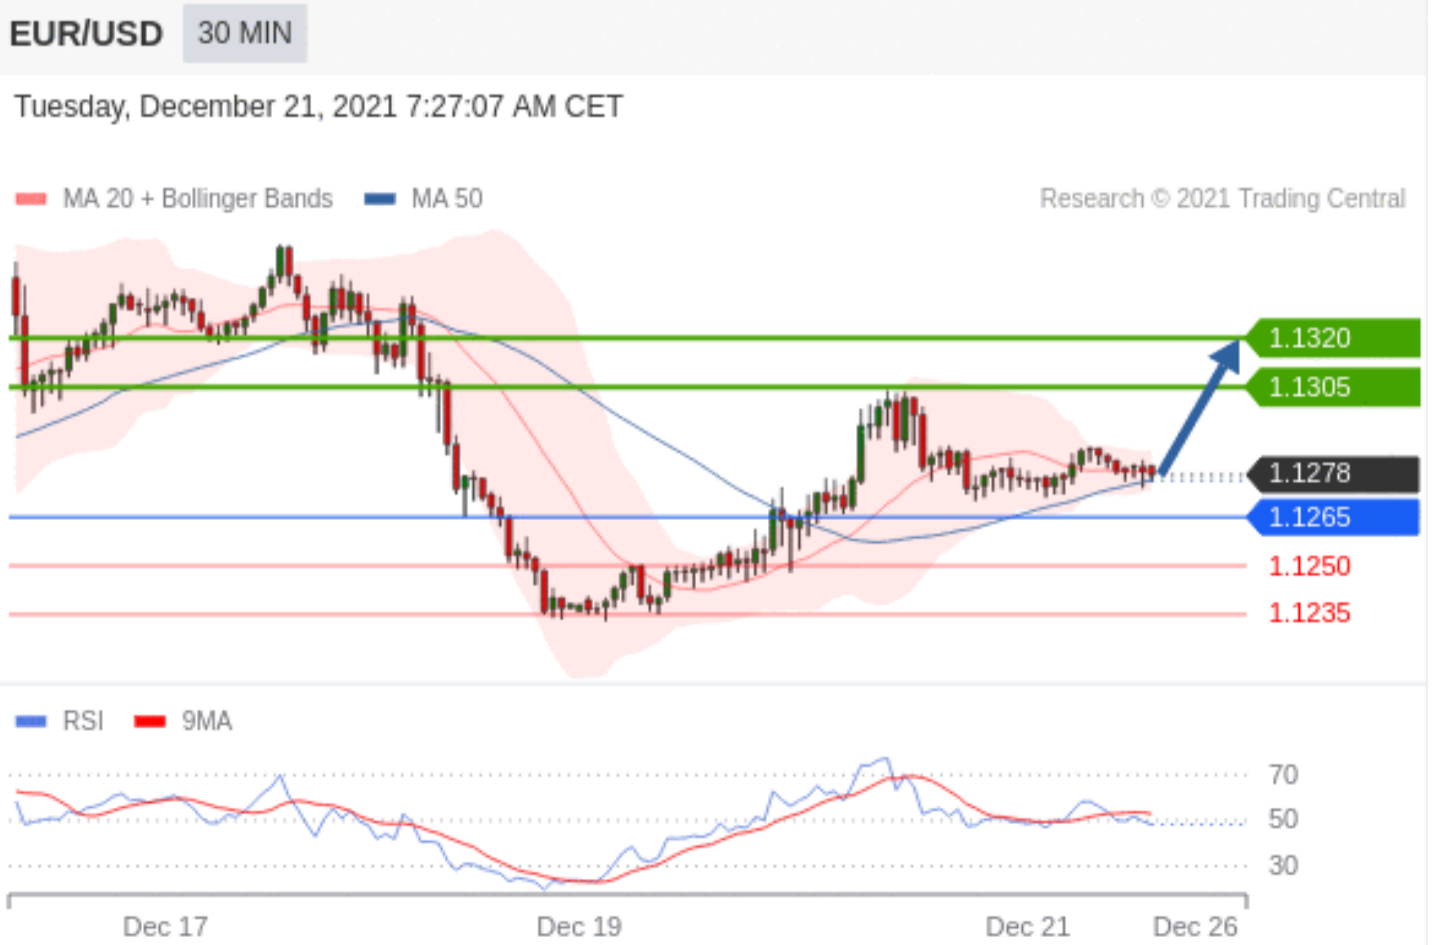 EUR/USD 30 MIN
Tuesday, December 21, 2021 7:27:07 AM CET
MA 20 + Bollinger Bands MA 50 Research © 2021 Trading Central
1.1320
1.1305
1.1278
1.1265
1.1250
1.1235
RSI 9MA
70
50
30
Dec 17 Dec 19 Dec 21 Dec 26